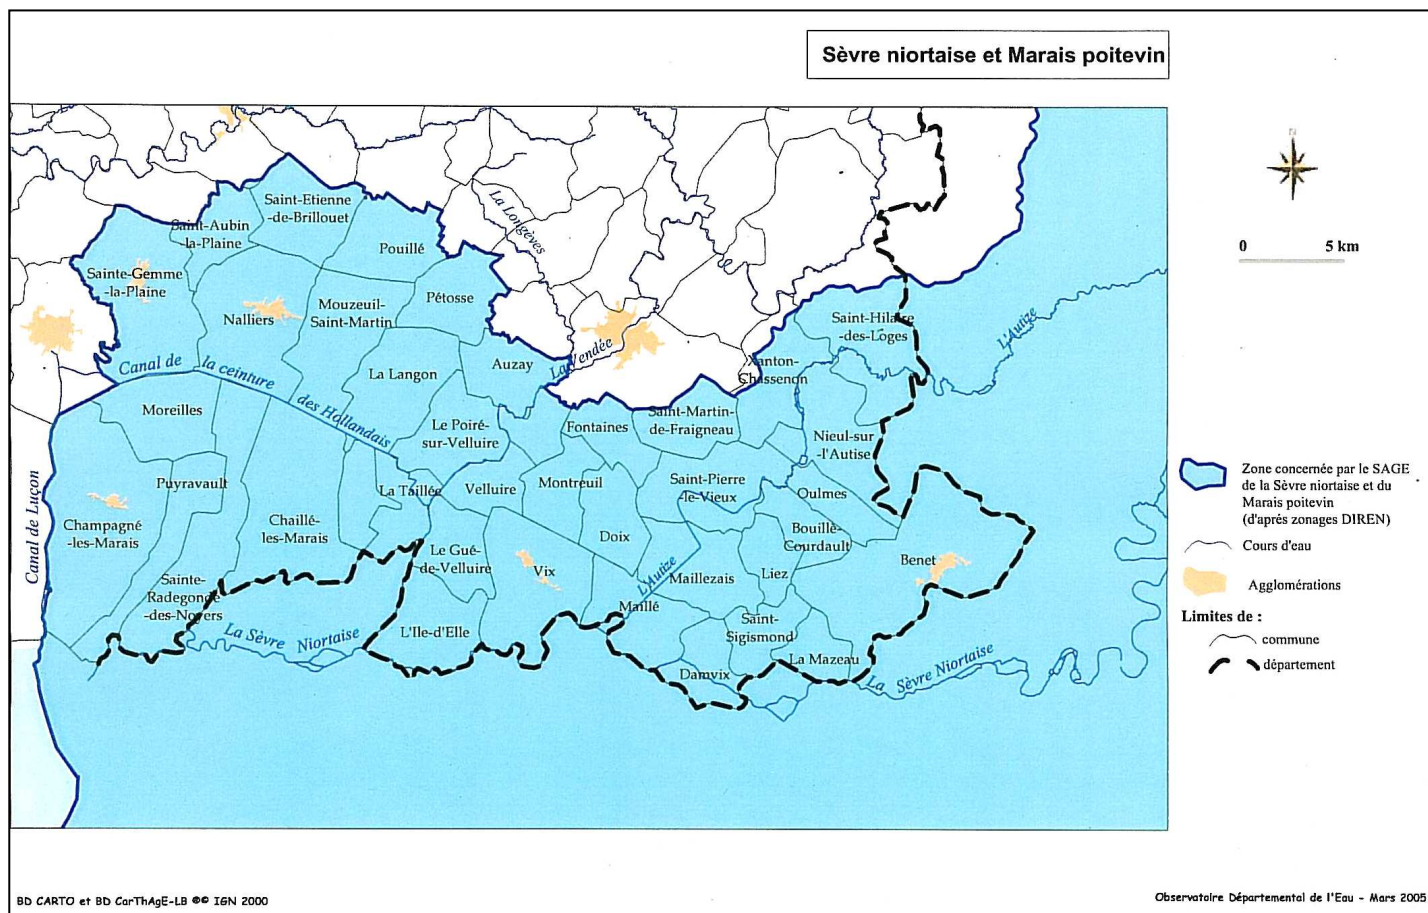 Sèvre niortaise et Marais poitevin
N
0 5 km
Saint-Etienne
-de-Brillouet
Saint-Aubin
la-Plaine
Pouillé
La Longèves
Sainte-Gemme
-la-Plaine
Nalliers
Mouzeuil-
Saint-Martin
Pétosse
Saint-Hilaire
-des-Loges
L'Autize
Canal de
la ceinture
des Hollandais
La Langon
Auzay
La Vendée
Xanton-
Chassenon
Moreilles
Le Poiré-
sur-Velluire
Fontaines
Saint-Martin-
de-Fraigneau
Nieul-sur
-l'Autise
Puyravault
La Taillée
Velluire
Montreuil
Saint-Pierre
-le-Vieux
Oulmes
Canal de Luçon
Champagné
-les-Marais
Chaillé-
les-Marais
Doix
Bouillé-
Courdault
Benet
Le Gué-
de-Velluire
Vix
L'Autize
Maillezais
Liez
Sainte-
Radegonde
-des-Noyers
Maillé
La Sèvre Niortaise
L'Ile-d'Elle
Saint-
Sigismond
La Mazeau
Damvix
La Sèvre Niortaise
Zone concernée par le SAGE
de la Sèvre niortaise et du
Marais poitevin
(d'aprés zonages DIREN)
Cours d'eau
Agglomérations
Limites de :
commune
département
BD CARTO et BD CarThAgE-LB ©© IGN 2000
Observatoire Départemental de l'Eau - Mars 2005